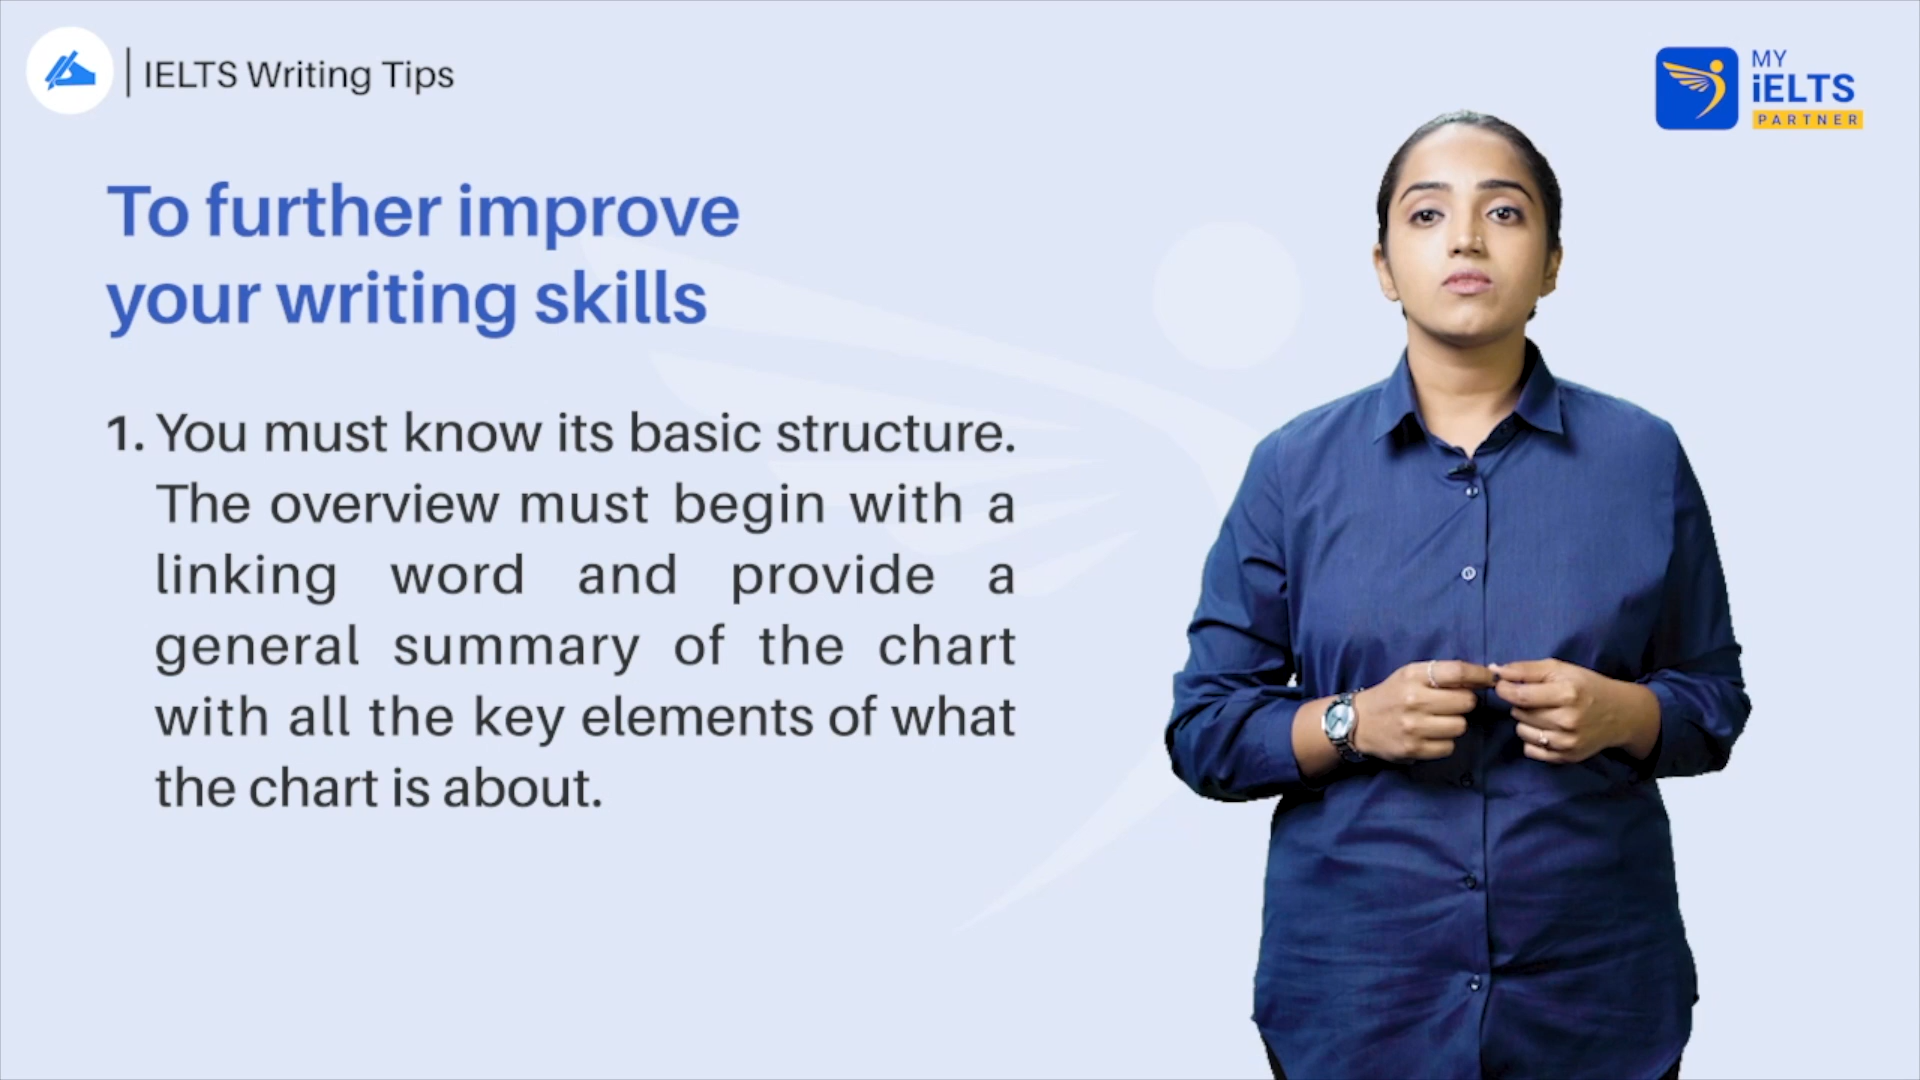 IELTS Writing Tips
MY
iELTS
PARTNER
To further improve
your writing skills
1. You must know its basic structure.
The overview must begin with a
linking word and provide a
general summary of the chart
with all the key elements of what
the chart is about.